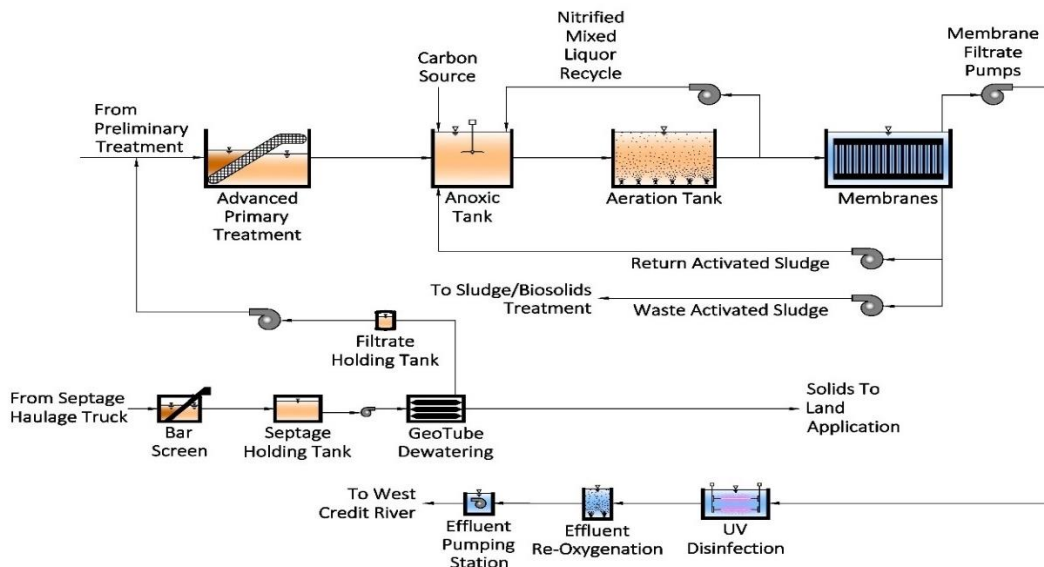 Nitrified
Mixed
Liquor
Recycle
Membrane
Filtrate
Pumps
Carbon
Source
From
Preliminary
Treatment
Advanced
Primary
Treatment
Anoxic
Tank
Aeration Tank
Membranes
Return Activated Sludge
To Sludge/Biosolids
Treatment
Waste Activated Sludge
Filtrate
Holding Tank
From Septage
Haulage Truck
Bar
Screen
Septage
Holding Tank
GeoTube
Dewatering
Solids To
Land
Application
To West
Credit River
Effluent
Pumping
Station
Effluent
Re-Oxygenation
UV
Disinfection